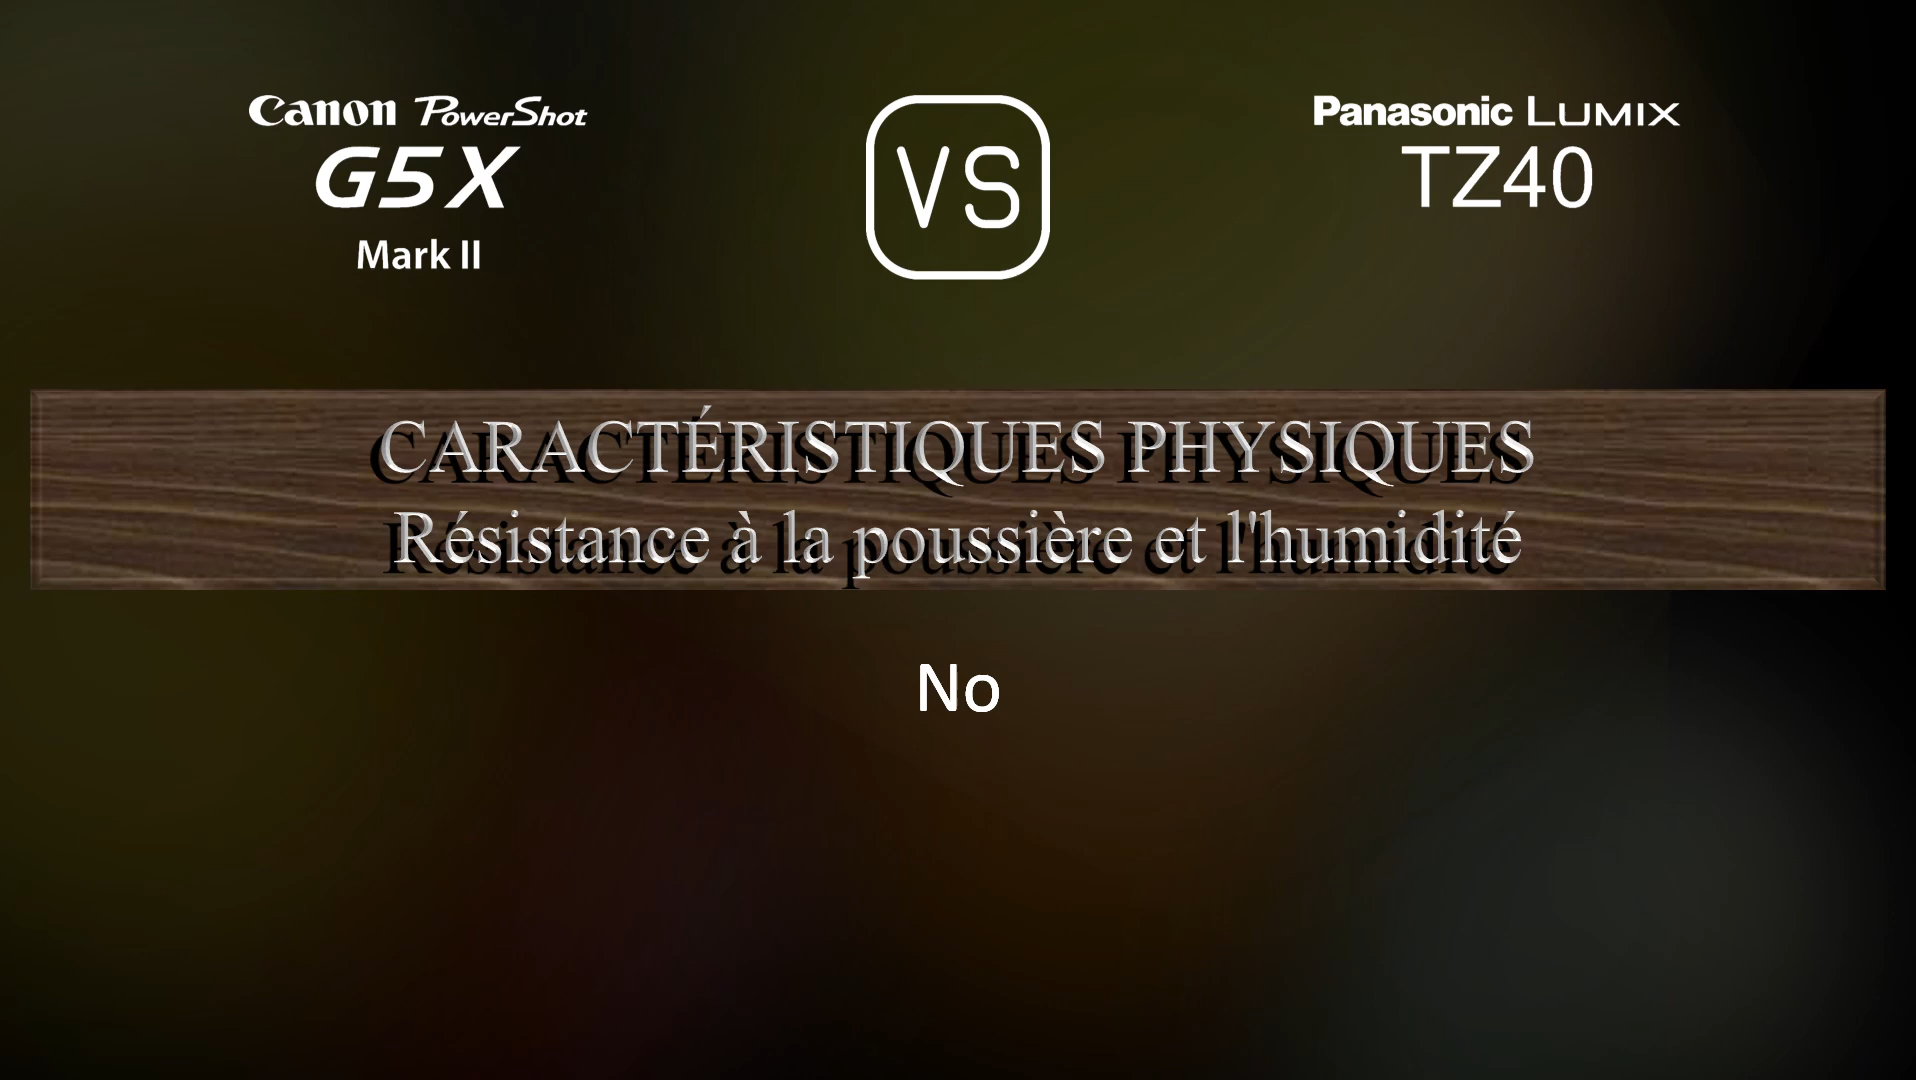 Canon PowerShot
G5X
Mark II
VS
Panasonic LUMIX
TZ40
CARACTÉRISTIQUES PHYSIQUES
Résistance à la poussière et l'humidité
No